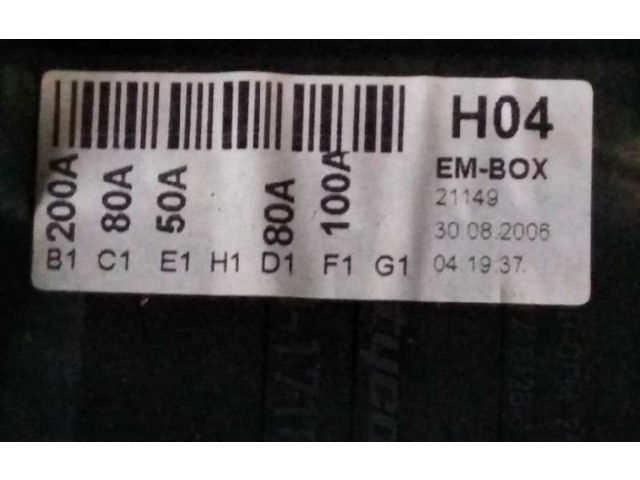 H04
EM-BOX
21149
30.08.2006
04 19.37.
200A 80A 50A 80A 100A
B1 C1 E1 H1 D1 F1 G1